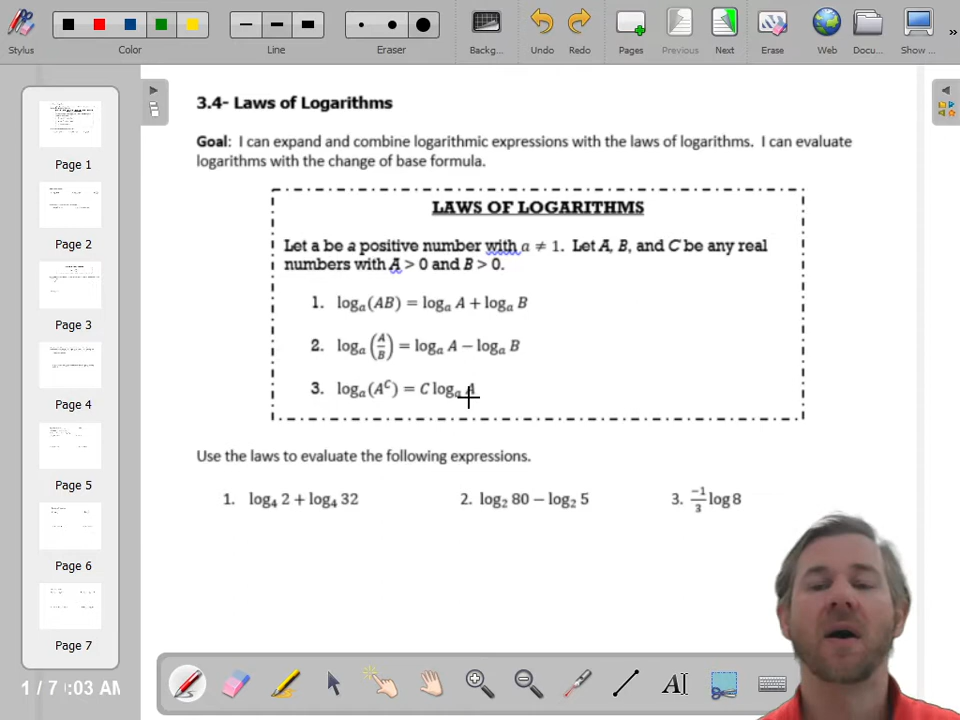 Stylus
Color
Line
Eraser
Backg...
Undo
Redo
Pages
Previous
Next
Erase
Web
Docu...
Show ...
»
Page 1
Page 2
Page 3
Page 4
Page 5
Page 6
Page 7
1 / 7
:03 AM
3.4- Laws of Logarithms
Goal: I can expand and combine logarithmic expressions with the laws of logarithms. I can evaluate
logarithms with the change of base formula.
LAWS OF LOGARITHMS
Let a be a positive number with a ≠ 1. Let A, B, and C be any real
numbers with A > 0 and B > 0.
1. logₐ(AB) = logₐ A + logₐ B
2. logₐ (A/B) = logₐ A − logₐ B
3. logₐ(A^C) = C logₐ A
Use the laws to evaluate the following expressions.
1. log₄ 2 + log₄ 32
2. log₂ 80 − log₂ 5
3. −1/3 log 8
A